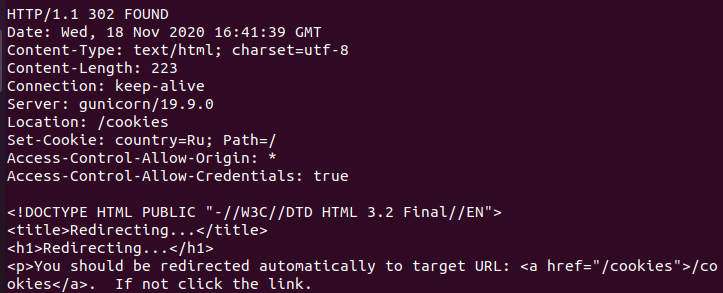 HTTP/1.1 302 FOUND
Date: Wed, 18 Nov 2020 16:41:39 GMT
Content-Type: text/html; charset=utf-8
Content-Length: 223
Connection: keep-alive
Server: gunicorn/19.9.0
Location: /cookies
Set-Cookie: country=Ru; Path=/
Access-Control-Allow-Origin: *
Access-Control-Allow-Credentials: true

<!DOCTYPE HTML PUBLIC "-//W3C//DTD HTML 3.2 Final//EN">
<title>Redirecting...</title>
<h1>Redirecting...</h1>
<p>You should be redirected automatically to target URL: <a href="/cookies">/co
okies</a>.  If not click the link.